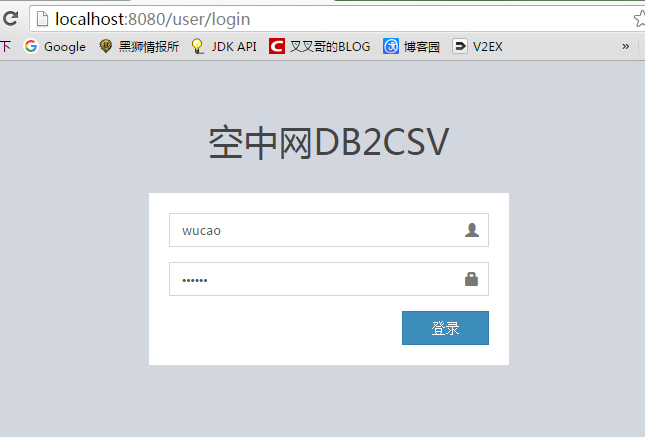 localhost:8080/user/login
下 Google 黑狮情报所 JDK API 叉叉哥的BLOG 博客园 V2EX »
空中网DB2CSV
wucao
••••••
登录